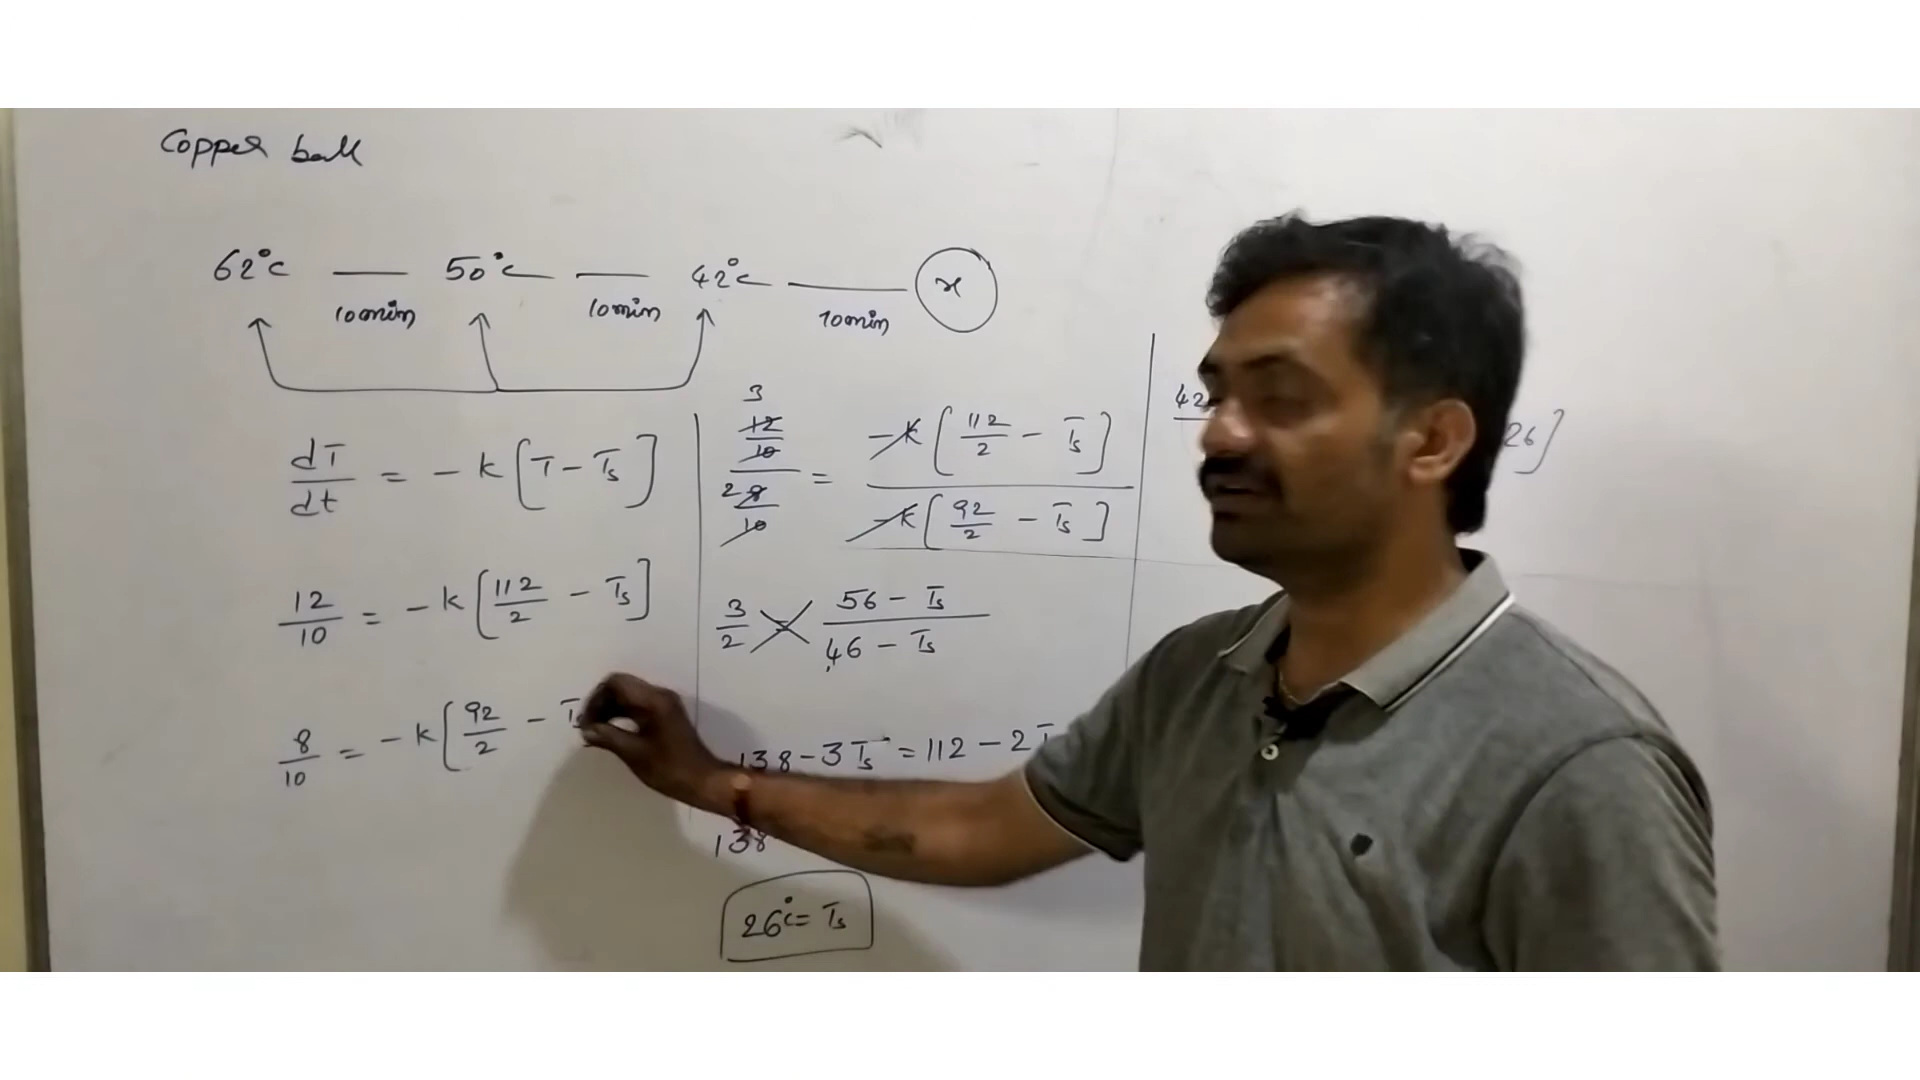 Copper ball
62°C — 50°C — 42°C — x
10min 10min 10min
dT/dt = - K [T - Ts]
12/10 = - K [112/2 - Ts]
8/10 = - K [92/2 - Ts
3
12/10 / 8/10 = -K [112/2 - Ts] / -K [92/2 - Ts]
2
3/2 = 56 - Ts / 46 - Ts
138 - 3Ts = 112 - 2T
138
26°C = Ts
42
26]